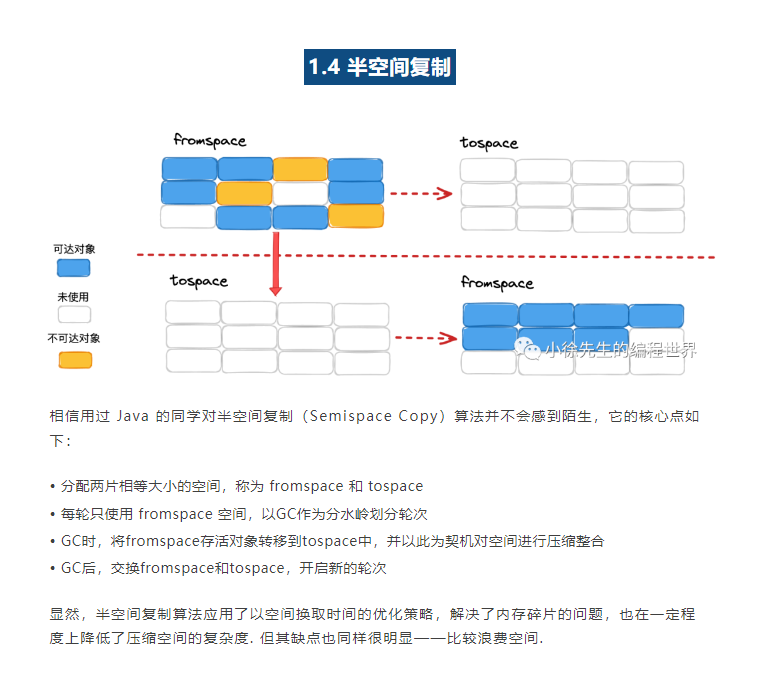 1.4 半空间复制
fromspace
tospace
可达对象
未使用
不可达对象
tospace
fromspace
小徐先生的编程世界
相信用过 Java 的同学对半空间复制（Semispace Copy）算法并不会感到陌生，它的核心点如
下：
• 分配两片相等大小的空间，称为 fromspace 和 tospace
• 每轮只使用 fromspace 空间，以GC作为分水岭划分轮次
• GC时，将fromspace存活对象转移到tospace中，并以此为契机对空间进行压缩整合
• GC后，交换fromspace和tospace，开启新的轮次
显然，半空间复制算法应用了以空间换取时间的优化策略，解决了内存碎片的问题，也在一定程
度上降低了压缩空间的复杂度. 但其缺点也同样很明显——比较浪费空间.